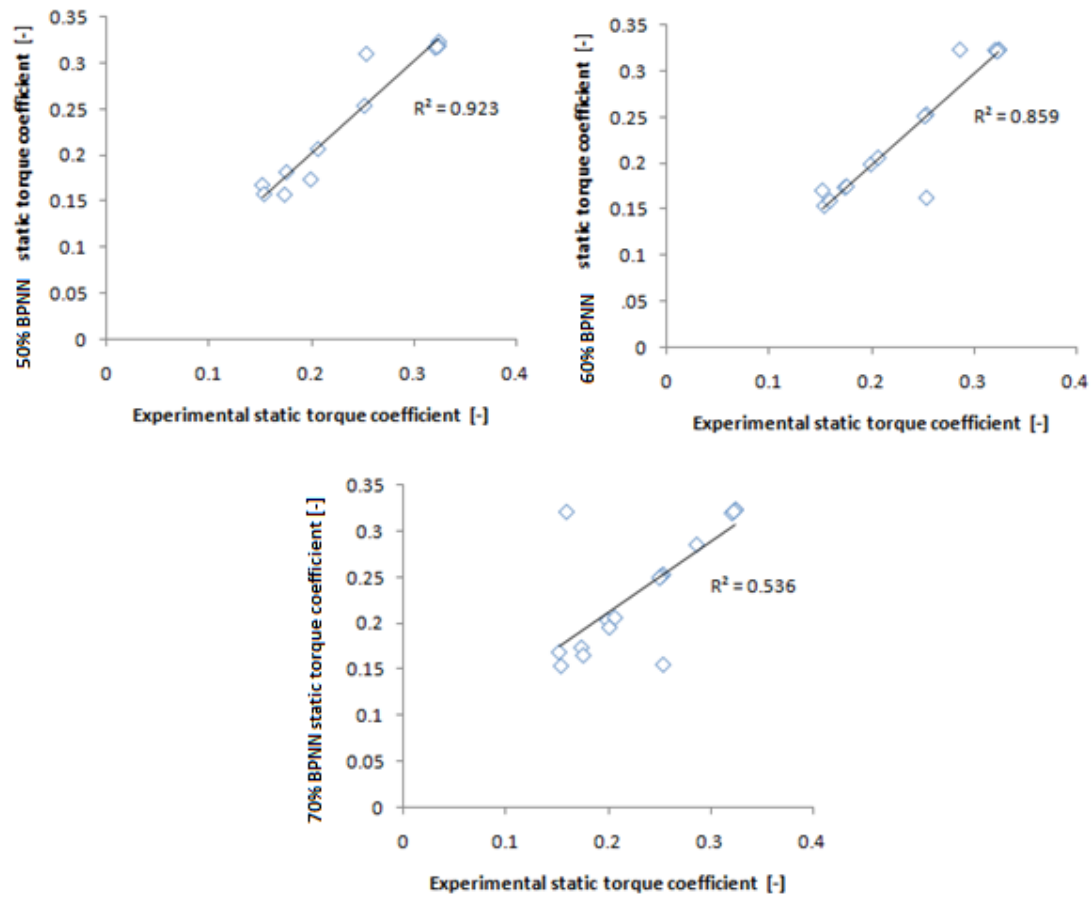 50% BPNN static torque coefficient [-]
0.35
0.3
0.25
0.2
0.15
0.1
0.05
0
R² = 0.923
0 0.1 0.2 0.3 0.4
Experimental static torque coefficient [-]
60% BPNN static torque coefficient [-]
0.35
0.3
0.25
0.2
0.15
0.1
.05
0
R² = 0.859
0 0.1 0.2 0.3 0.4
Experimental static torque coefficient [-]
70% BPNN static torque coefficient [-]
0.35
0.3
0.25
0.2
0.15
0.1
0.05
0
R² = 0.536
0 0.1 0.2 0.3 0.4
Experimental static torque coefficient [-]